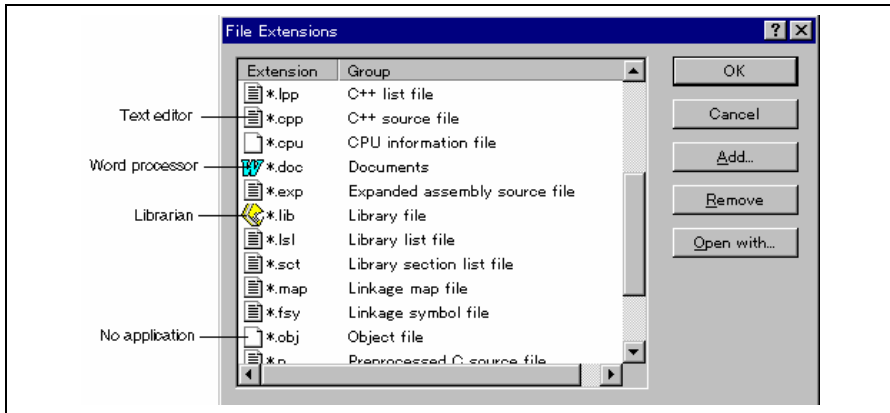 File Extensions
Extension Group
*.lpp C++ list file
Text editor *.cpp C++ source file
*.cpu CPU information file
Word processor *.doc Documents
*.exp Expanded assembly source file
Librarian *.lib Library file
*.lsl Library list file
*.sct Library section list file
*.map Linkage map file
*.fsy Linkage symbol file
No application *.obj Object file
*.p Preprocessed C source file
OK
Cancel
Add...
Remove
Open with...